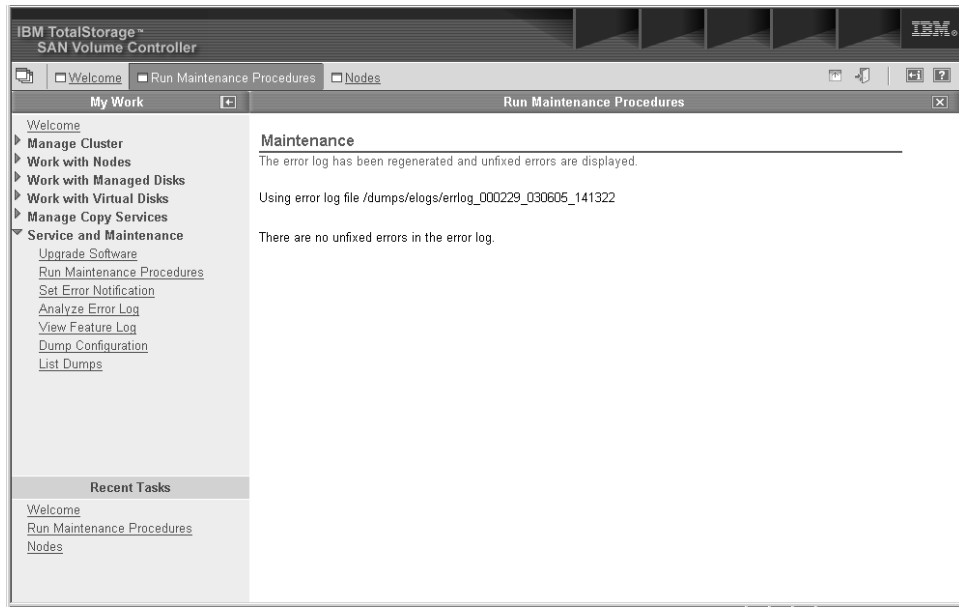 IBM TotalStorage™
SAN Volume Controller
IBM®
Welcome
Run Maintenance Procedures
Nodes
?
My Work
Run Maintenance Procedures
Welcome
Manage Cluster
Work with Nodes
Work with Managed Disks
Work with Virtual Disks
Manage Copy Services
Service and Maintenance
Upgrade Software
Run Maintenance Procedures
Set Error Notification
Analyze Error Log
View Feature Log
Dump Configuration
List Dumps
Maintenance
The error log has been regenerated and unfixed errors are displayed.
Using error log file /dumps/elogs/errlog_000229_030605_141322
There are no unfixed errors in the error log.
Recent Tasks
Welcome
Run Maintenance Procedures
Nodes